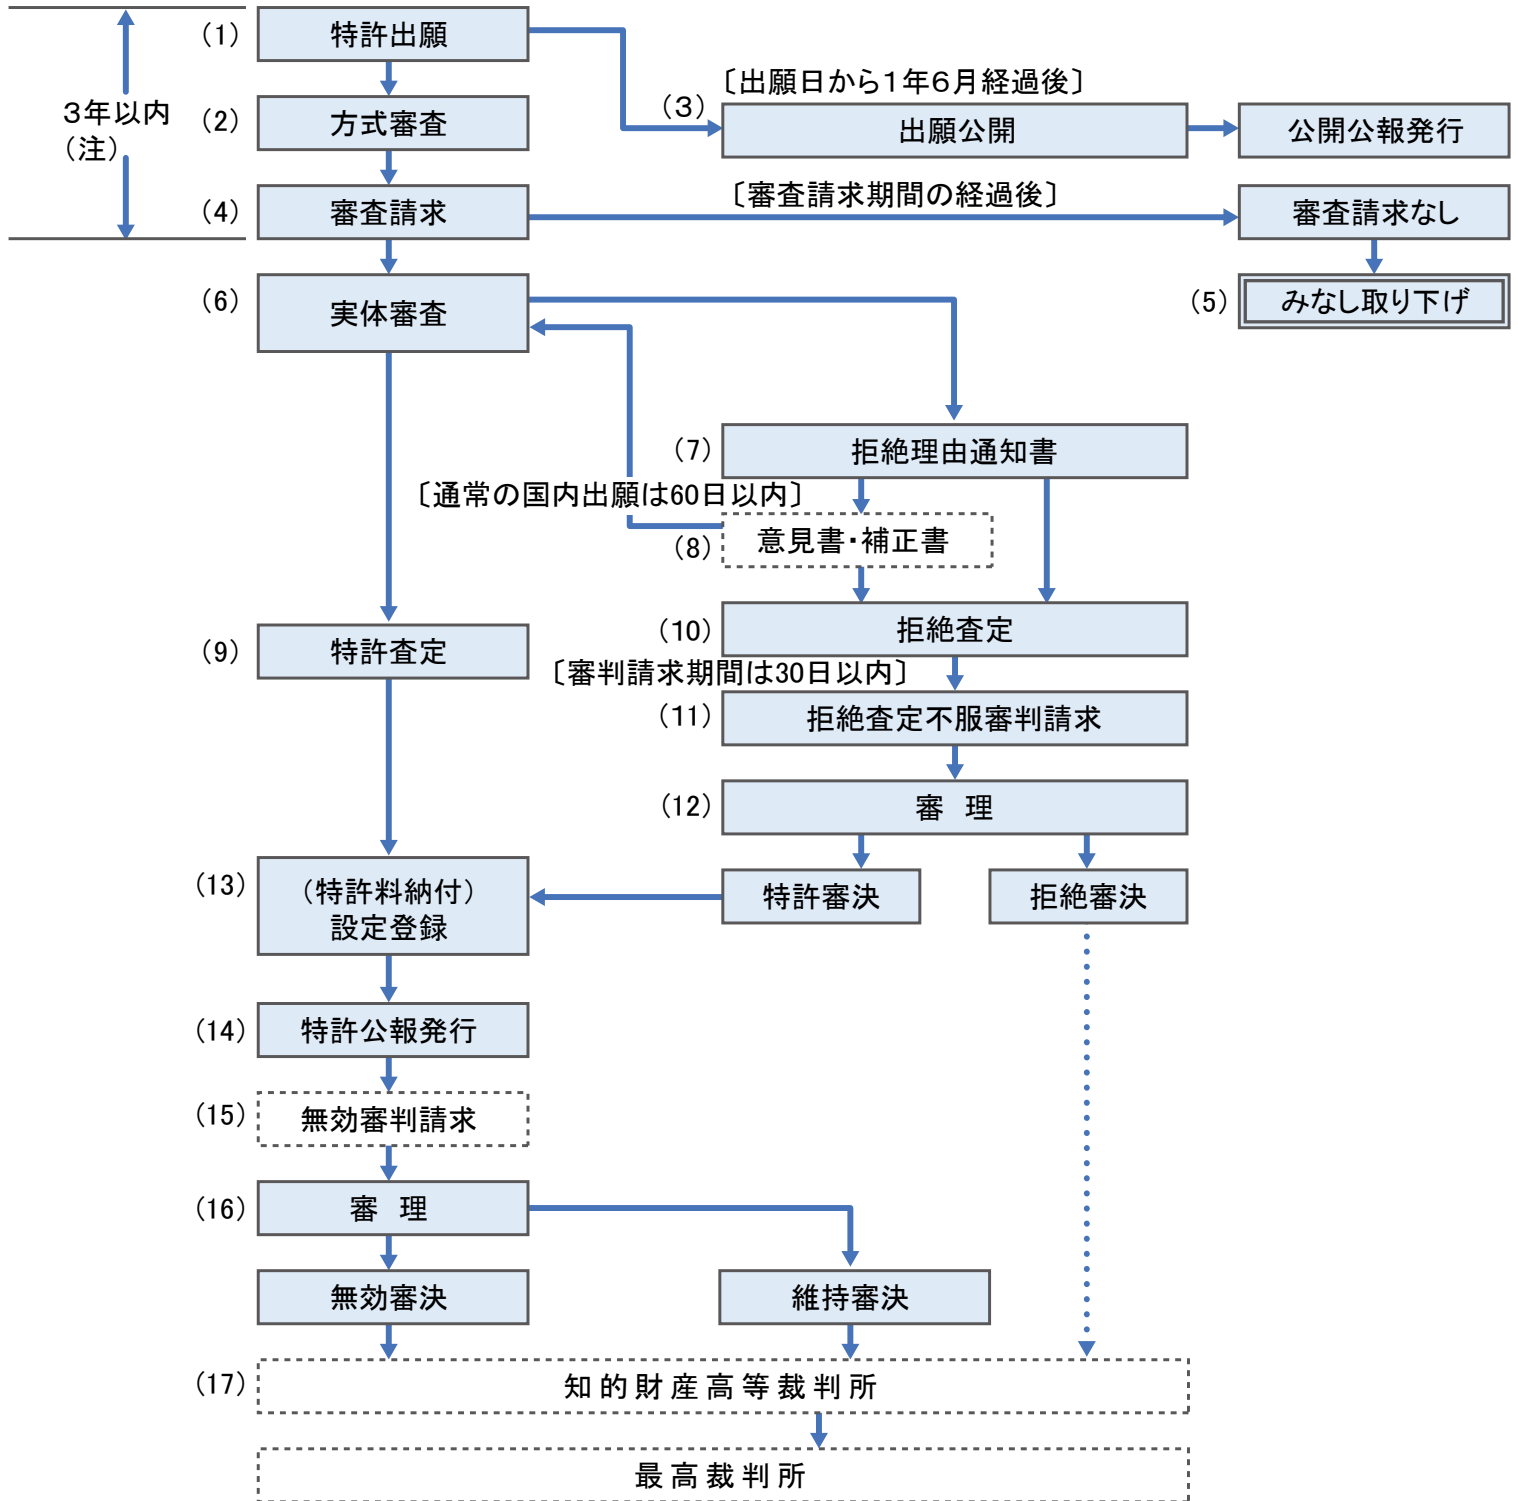 (1)
特許出願
〔出願日から1年6月経過後〕
3年以内
(注)
(2)
方式審査
(3)
出願公開
公開公報発行
(4)
審査請求
〔審査請求期間の経過後〕
審査請求なし
(5)
みなし取り下げ
(6)
実体審査
(7)
拒絶理由通知書
〔通常の国内出願は60日以内〕
(8)
意見書・補正書
(9)
特許査定
(10)
拒絶査定
〔審判請求期間は30日以内〕
(11)
拒絶査定不服審判請求
(12)
審 理
(13)
(特許料納付)
設定登録
特許審決
拒絶審決
(14)
特許公報発行
(15)
無効審判請求
(16)
審 理
無効審決
維持審決
(17)
知的財産高等裁判所
最高裁判所